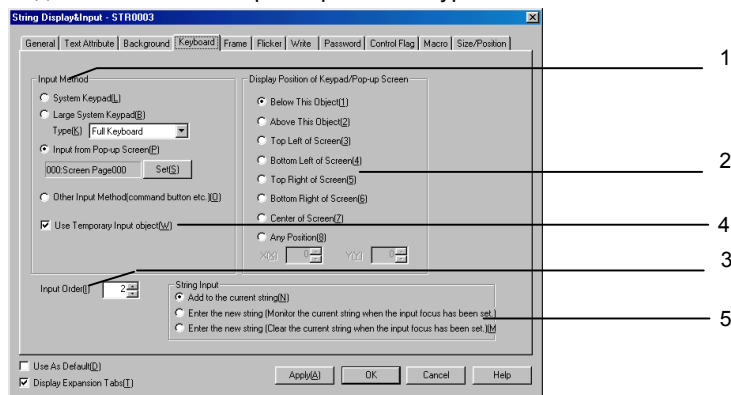 String Display&Input - STR0003
General Text Attribute Background Keyboard Frame Flicker Write Password Control Flag Macro Size/Position
Input Method
System Keypad(L)
Large System Keypad(B)
Type(K) Full Keyboard
Input from Pop-up Screen(P)
000:Screen Page000 Set(S)
Other Input Method(command button etc.)(O)
Use Temporary Input object(W)
Display Position of Keypad/Pop-up Screen
Below This Object(1)
Above This Object(2)
Top Left of Screen(3)
Bottom Left of Screen(4)
Top Right of Screen(5)
Bottom Right of Screen(6)
Center of Screen(7)
Any Position(8)
X(X) 0 Y(Y) 0
Input Order(I) 2
String Input
Add to the current string(N)
Enter the new string (Monitor the current string when the input focus has been set.)
Enter the new string (Clear the current string when the input focus has been set.)(M
Use As Default(D)
Display Expansion Tabs(T)
Apply(A) OK Cancel Help
1
2
4
3
5